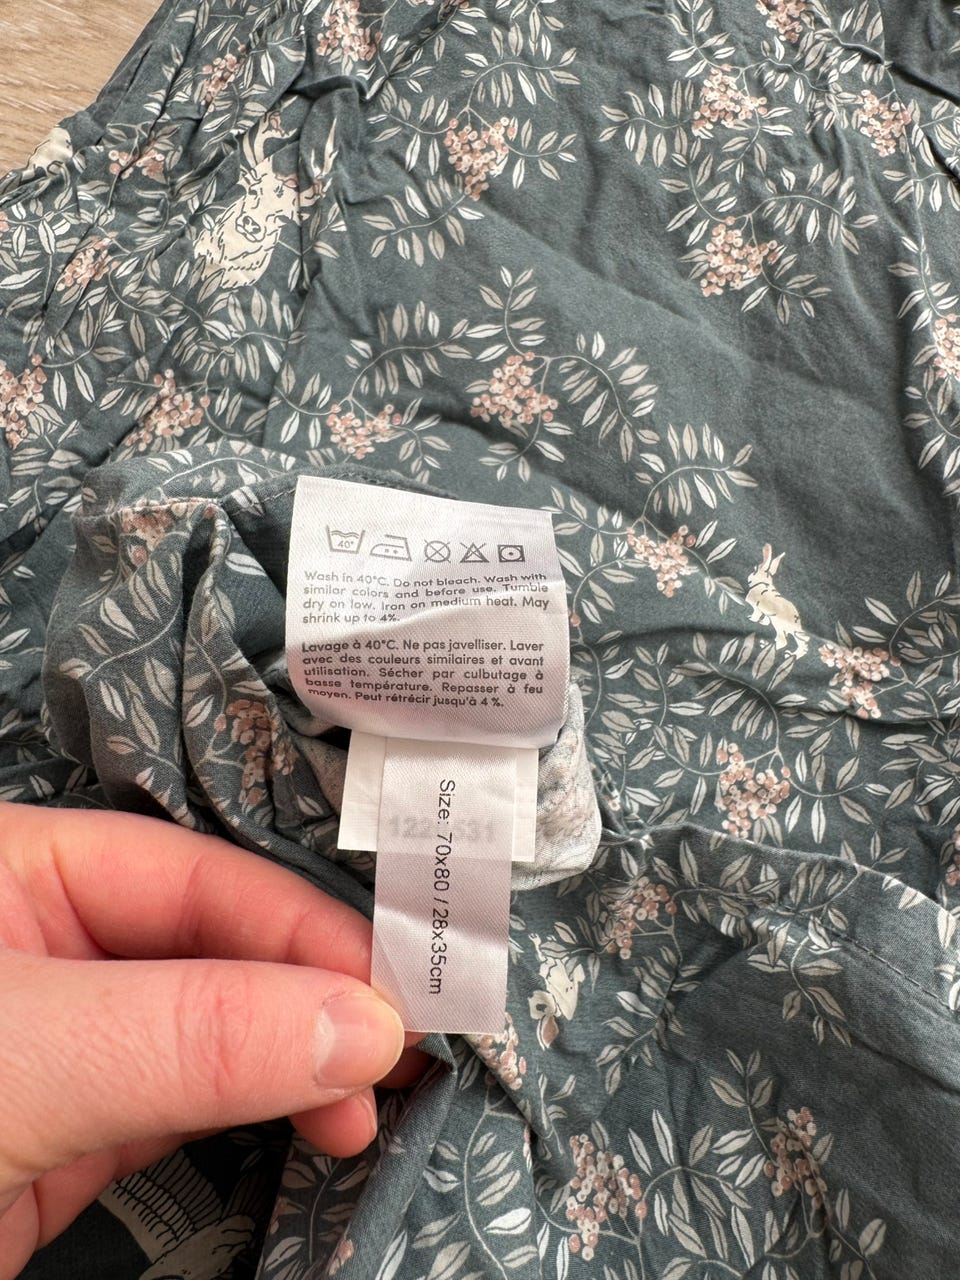 40°
Wash in 40°C. Do not bleach. Wash with
similar colors and before use. Tumble
dry on low. Iron on medium heat. May
shrink up to 4%.
Lavage à 40°C. Ne pas javelliser. Laver
avec des couleurs similaires et avant
utilisation. Sécher par culbutage à
basse température. Repasser à feu
moyen. Peut rétrécir jusqu'à 4 %.
Size: 70x80 / 28x35cm